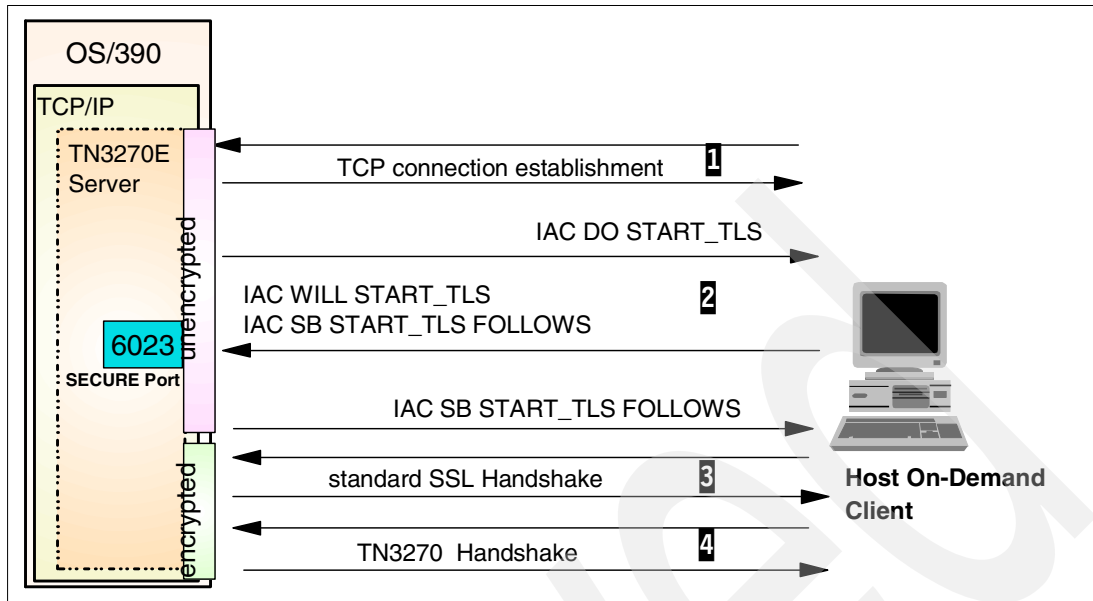 OS/390
TCP/IP
TN3270E
Server
unencrypted
6023
SECURE Port
encrypted
TCP connection establishment
1
IAC DO START_TLS
IAC WILL START_TLS
2
IAC SB START_TLS FOLLOWS
IAC SB START_TLS FOLLOWS
standard SSL Handshake
3
TN3270 Handshake
4
Host On-Demand
Client